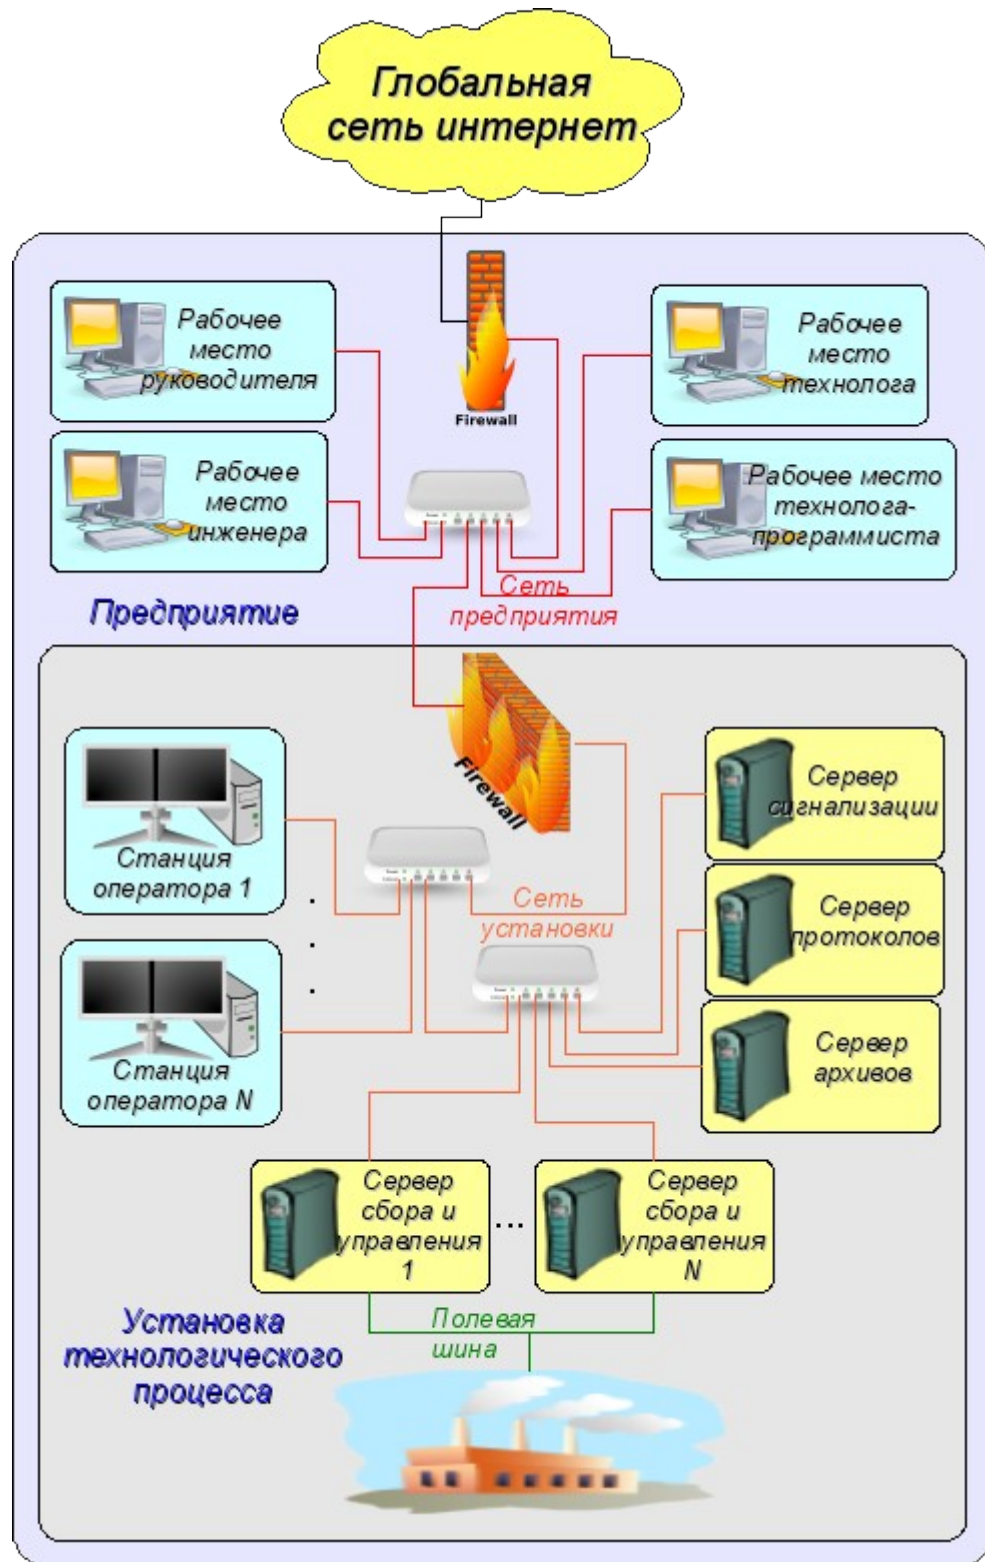 Глобальная
сеть интернет
Рабочее
место
руководителя
Firewall
Рабочее
место
технолога
Рабочее
место
инженера
Рабочее место
технолога-
программиста
Сеть
предприятия
Предприятие
Firewall
Станция
оператора 1
Сервер
сигнализации
Сеть
установки
Сервер
протоколов
Станция
оператора N
Сервер
архивов
Сервер
сбора и
управления
1
...
Сервер
сбора и
управления
N
Полевая
шина
Установка
технологического
процесса